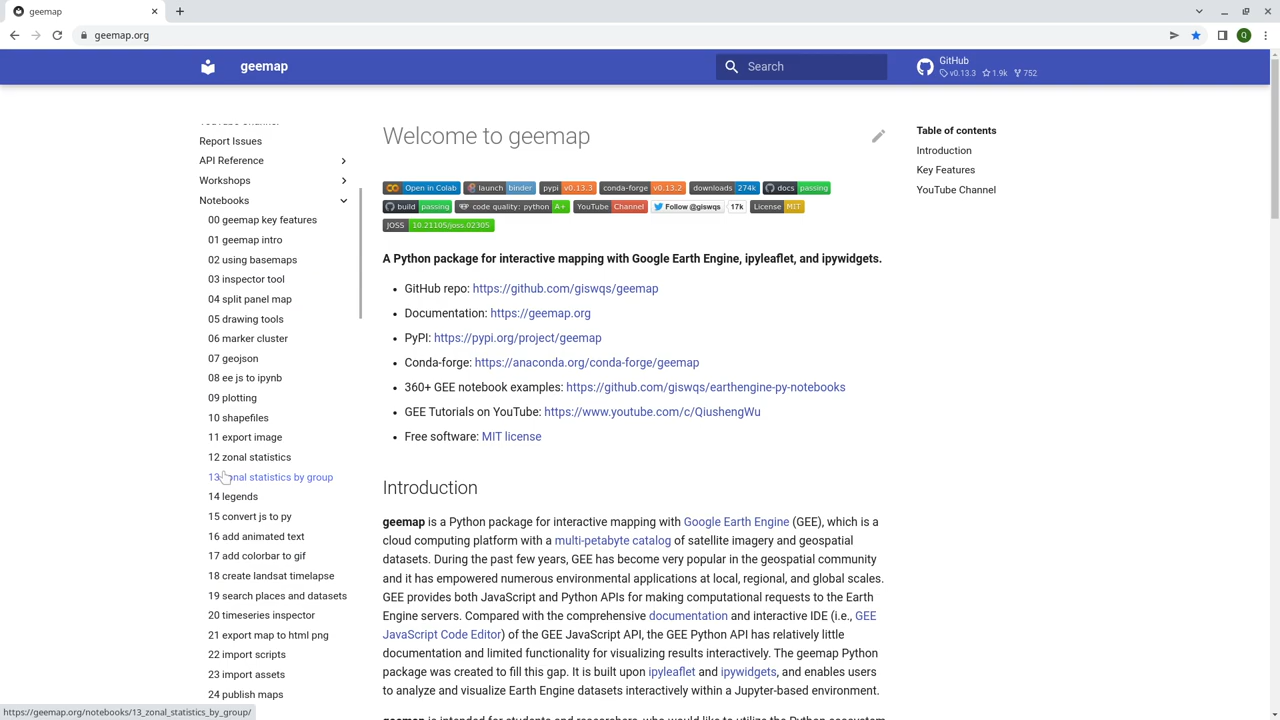 geemap
geemap.org
geemap
Search
GitHub
v0.13.3 1.9k 752
Report Issues
API Reference
Workshops
Notebooks
00 geemap key features
01 geemap intro
02 using basemaps
03 inspector tool
04 split panel map
05 drawing tools
06 marker cluster
07 geojson
08 ee js to ipynb
09 plotting
10 shapefiles
11 export image
12 zonal statistics
13 zonal statistics by group
14 legends
15 convert js to py
16 add animated text
17 add colorbar to gif
18 create landsat timelapse
19 search places and datasets
20 timeseries inspector
21 export map to html png
22 import scripts
23 import assets
24 publish maps
Welcome to geemap
Open in Colab launch binder pypi v0.13.3 conda-forge v0.13.2 downloads 274k docs passing
build passing code quality: python A+ YouTube Channel Follow @giswqs 17k License MIT
JOSS 10.21105/joss.02305
A Python package for interactive mapping with Google Earth Engine, ipyleaflet, and ipywidgets.
• GitHub repo: https://github.com/giswqs/geemap
• Documentation: https://geemap.org
• PyPI: https://pypi.org/project/geemap
• Conda-forge: https://anaconda.org/conda-forge/geemap
• 360+ GEE notebook examples: https://github.com/giswqs/earthengine-py-notebooks
• GEE Tutorials on YouTube: https://www.youtube.com/c/QiushengWu
• Free software: MIT license
Introduction
geemap is a Python package for interactive mapping with Google Earth Engine (GEE), which is a
cloud computing platform with a multi-petabyte catalog of satellite imagery and geospatial
datasets. During the past few years, GEE has become very popular in the geospatial community
and it has empowered numerous environmental applications at local, regional, and global scales.
GEE provides both JavaScript and Python APIs for making computational requests to the Earth
Engine servers. Compared with the comprehensive documentation and interactive IDE (i.e., GEE
JavaScript Code Editor) of the GEE JavaScript API, the GEE Python API has relatively little
documentation and limited functionality for visualizing results interactively. The geemap Python
package was created to fill this gap. It is built upon ipyleaflet and ipywidgets, and enables users
to analyze and visualize Earth Engine datasets interactively within a Jupyter-based environment.
geemap is intended for students and researchers, who would like to utilize the Python ecosystem
Table of contents
Introduction
Key Features
YouTube Channel
https://geemap.org/notebooks/13_zonal_statistics_by_group/
Q